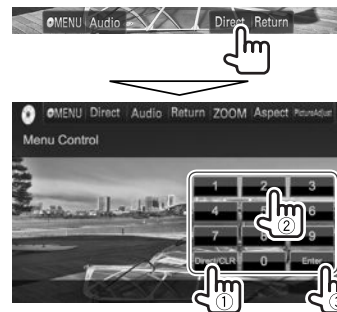 MENU Audio Direct Return
MENU Direct Audio Return ZOOM Aspect PictureAdjust
Menu Control
1 2 3
4 6
② 
7 8 9
Direct/CLR 0 Enter
①